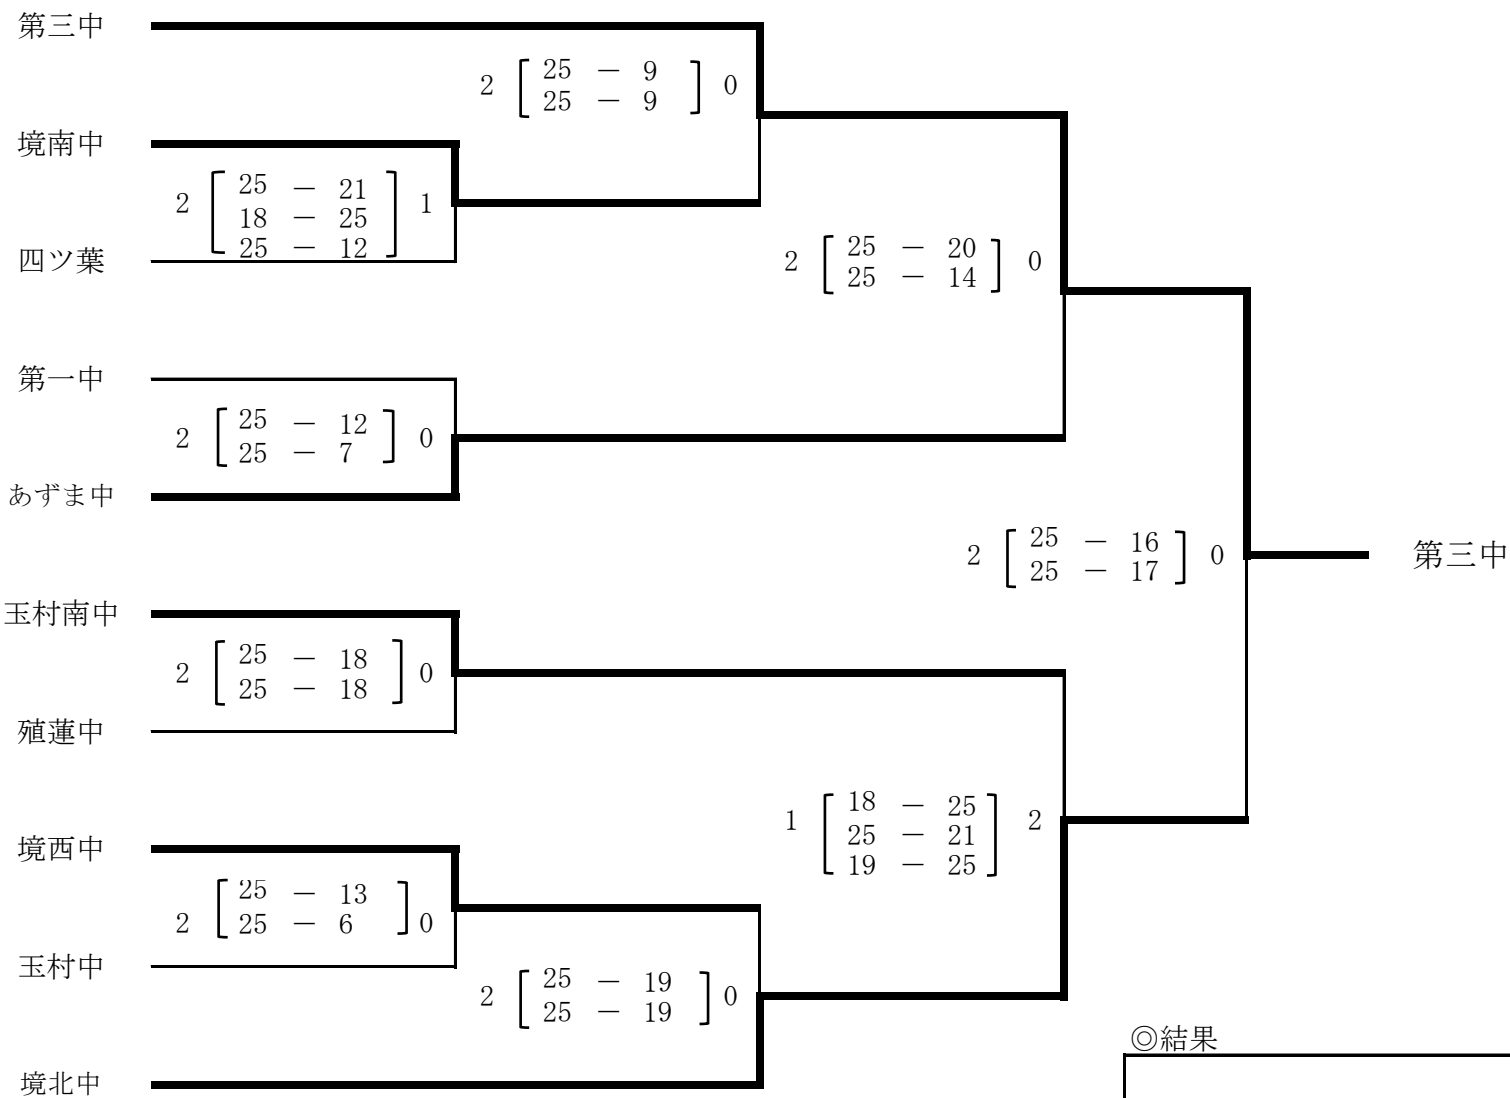 第三中
2 [ 25 － 9 ] 0
25 － 9
境南中
2 [ 25 － 21 ] 1
18 － 25
25 － 12
四ツ葉
2 [ 25 － 20 ] 0
25 － 14
第一中
2 [ 25 － 12 ] 0
25 － 7
あずま中
2 [ 25 － 16 ] 0
25 － 17
第三中
玉村南中
2 [ 25 － 18 ] 0
25 － 18
殖蓮中
1 [ 18 － 25 ] 2
25 － 21
19 － 25
境西中
2 [ 25 － 13 ] 0
25 － 6
玉村中
2 [ 25 － 19 ] 0
25 － 19
◎結果
境北中